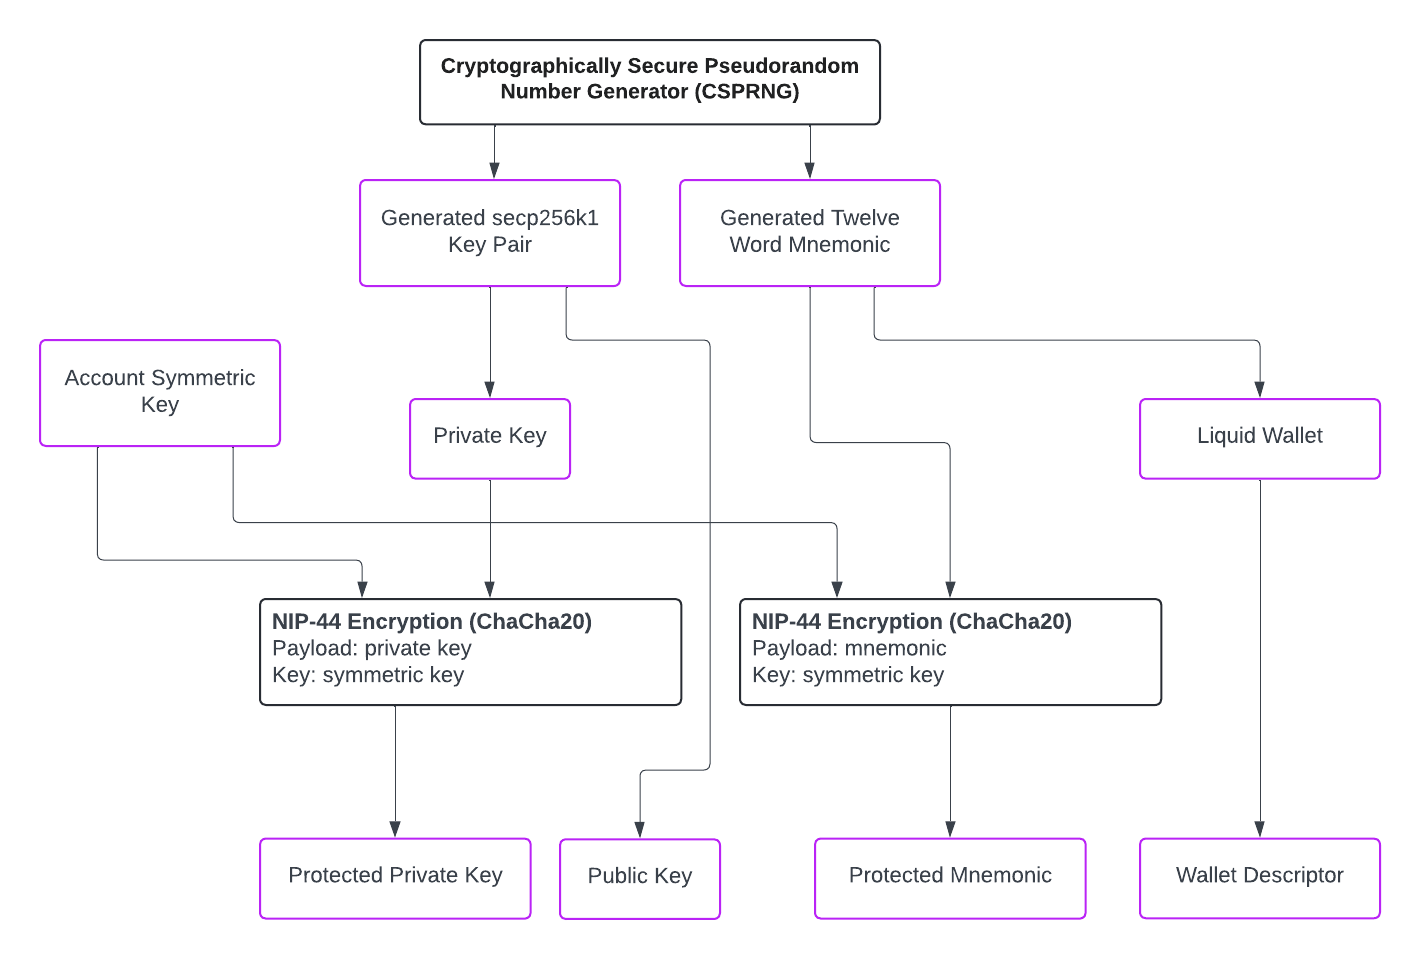 Cryptographically Secure Pseudorandom
Number Generator (CSPRNG)
Generated secp256k1
Key Pair
Generated Twelve
Word Mnemonic
Account Symmetric
Key
Private Key
Liquid Wallet
NIP-44 Encryption (ChaCha20)
Payload: private key
Key: symmetric key
NIP-44 Encryption (ChaCha20)
Payload: mnemonic
Key: symmetric key
Protected Private Key
Public Key
Protected Mnemonic
Wallet Descriptor